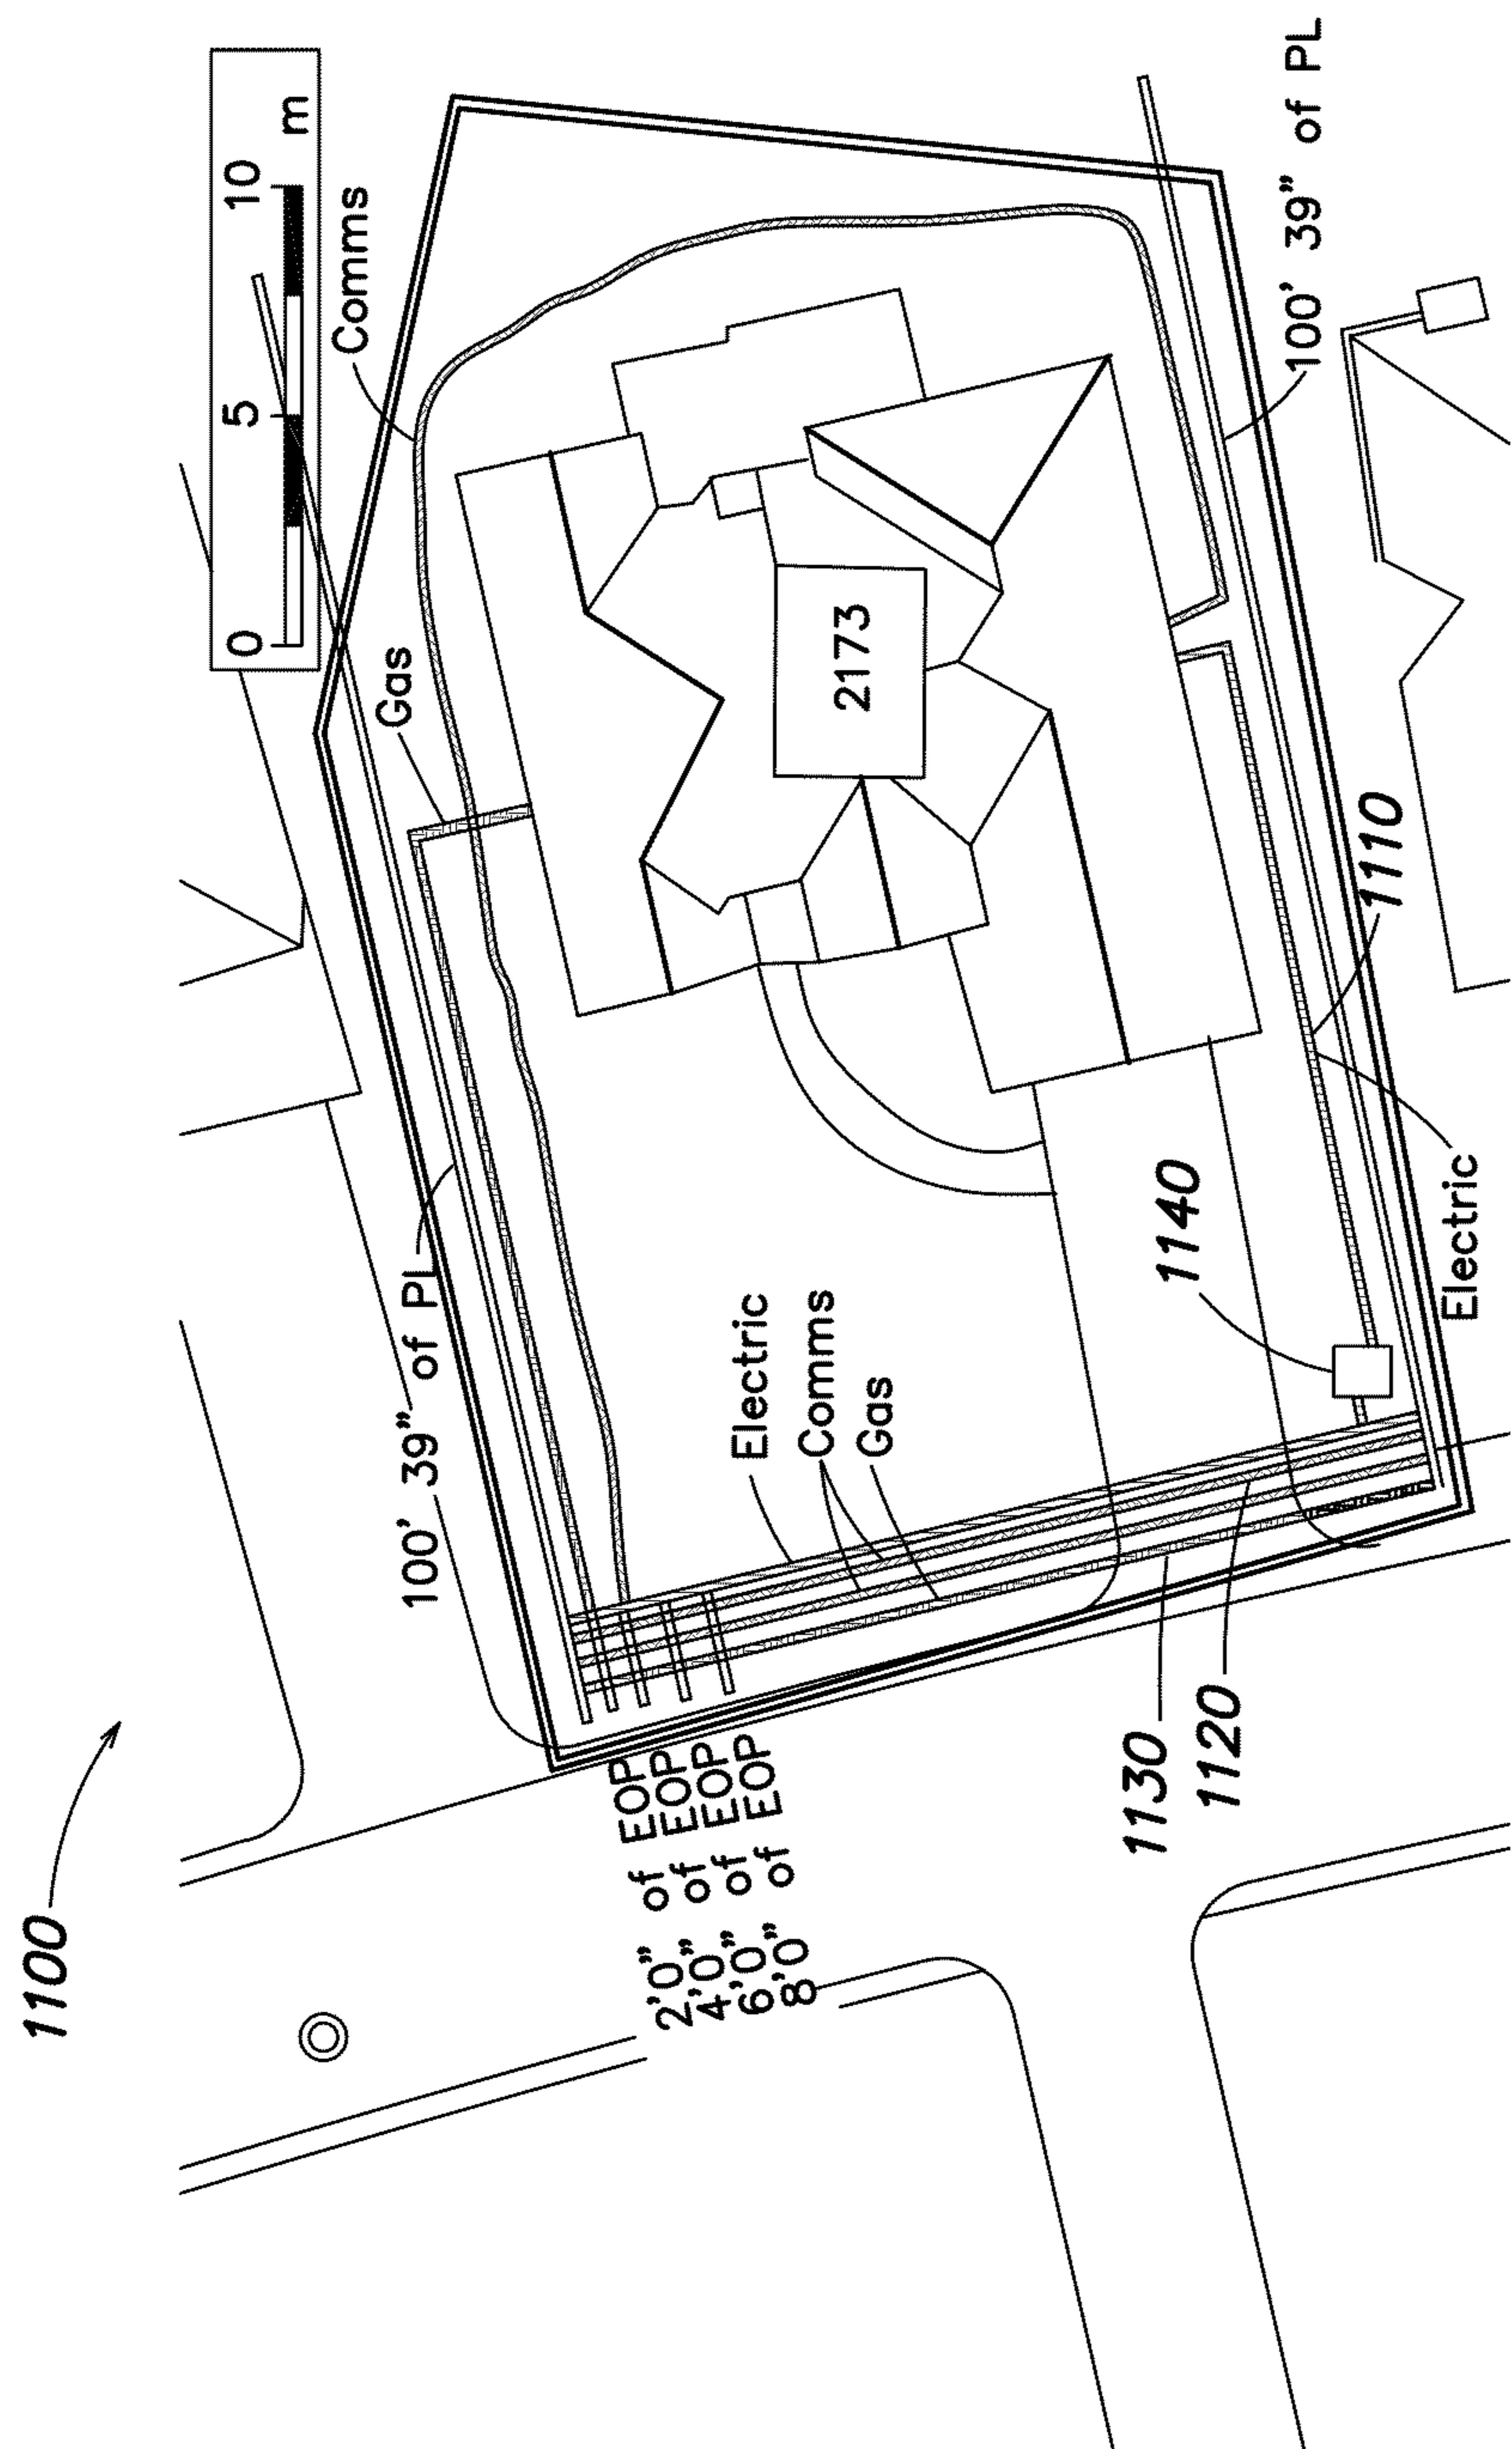 1100
0 5 10
m
Comms
Gas
100' 39" of PL
2173
Electric
Comms
Gas
1140
1110
100' 39" of PL
Electric
2'0" of EOP
4'0" of EOP
6'0" of EOP
8'0" of EOP
1130
1120